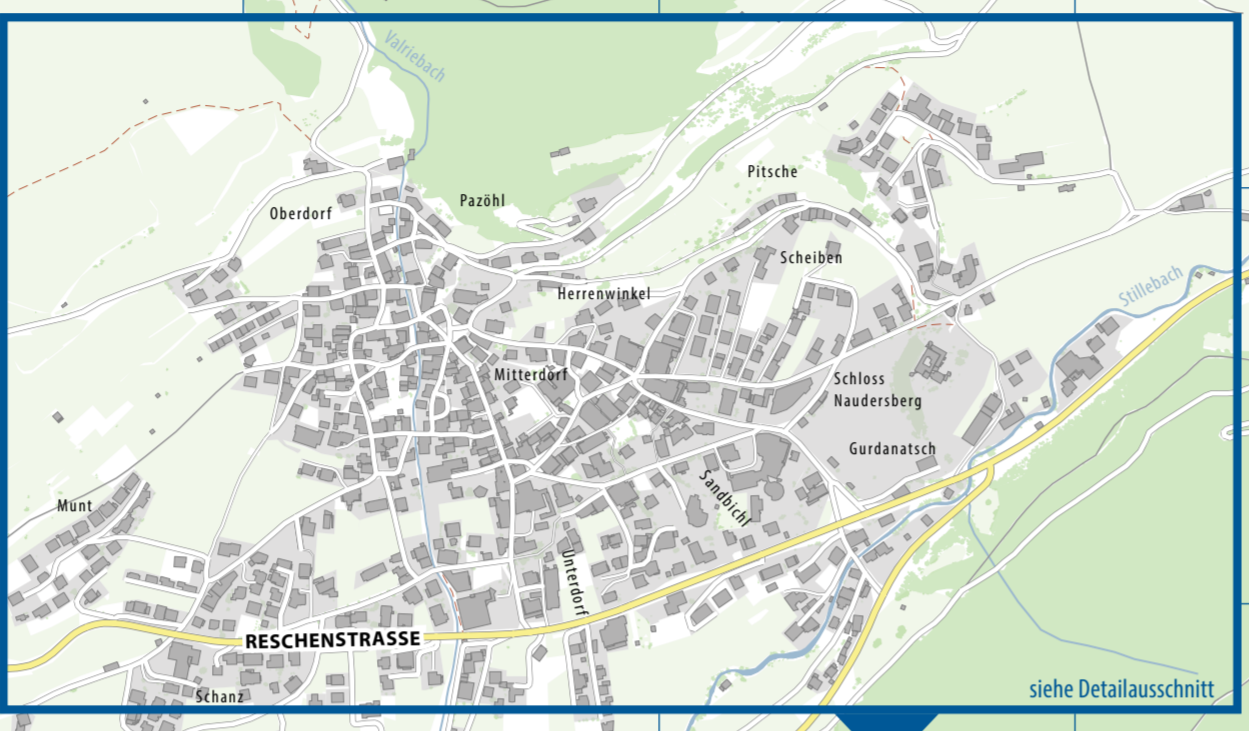 Valriebach
Pitsche
Pazöhl
Oberdorf
Scheiben
Stillebach
Herrenwinkel
Mitterdorf
Schloss
Naudersberg
Gurdanatsch
Sandbichl
Munt
Unterdorf
RESCHENSTRASSE
Schanz
siehe Detailausschnitt